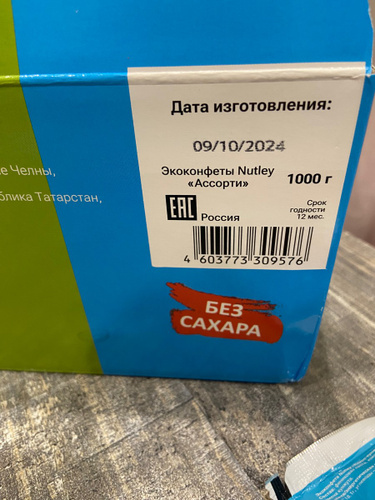 Дата изготовления:
09/10/2024
Экоконфеты Nutley
«Ассорти»
1000 г
EAC
Россия
Срок
годности
12 мес.
4 603773 309576
е Челны,
блика Татарстан,
БЕЗ
САХАРА